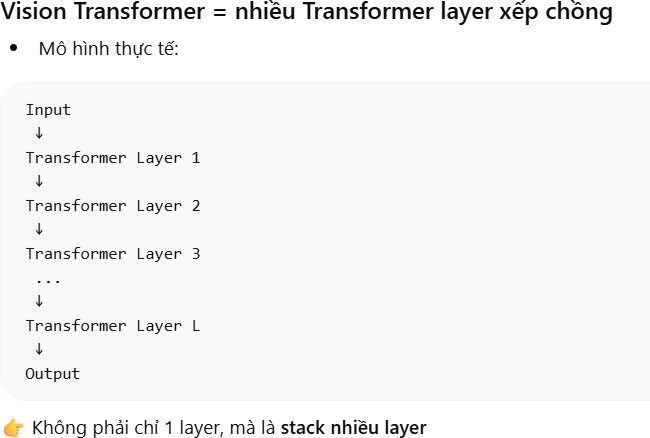 Vision Transformer = nhiều Transformer layer xếp chồng
• Mô hình thực tế:
Input
↓
Transformer Layer 1
↓
Transformer Layer 2
↓
Transformer Layer 3
...
↓
Transformer Layer L
↓
Output
👉 Không phải chỉ 1 layer, mà là stack nhiều layer